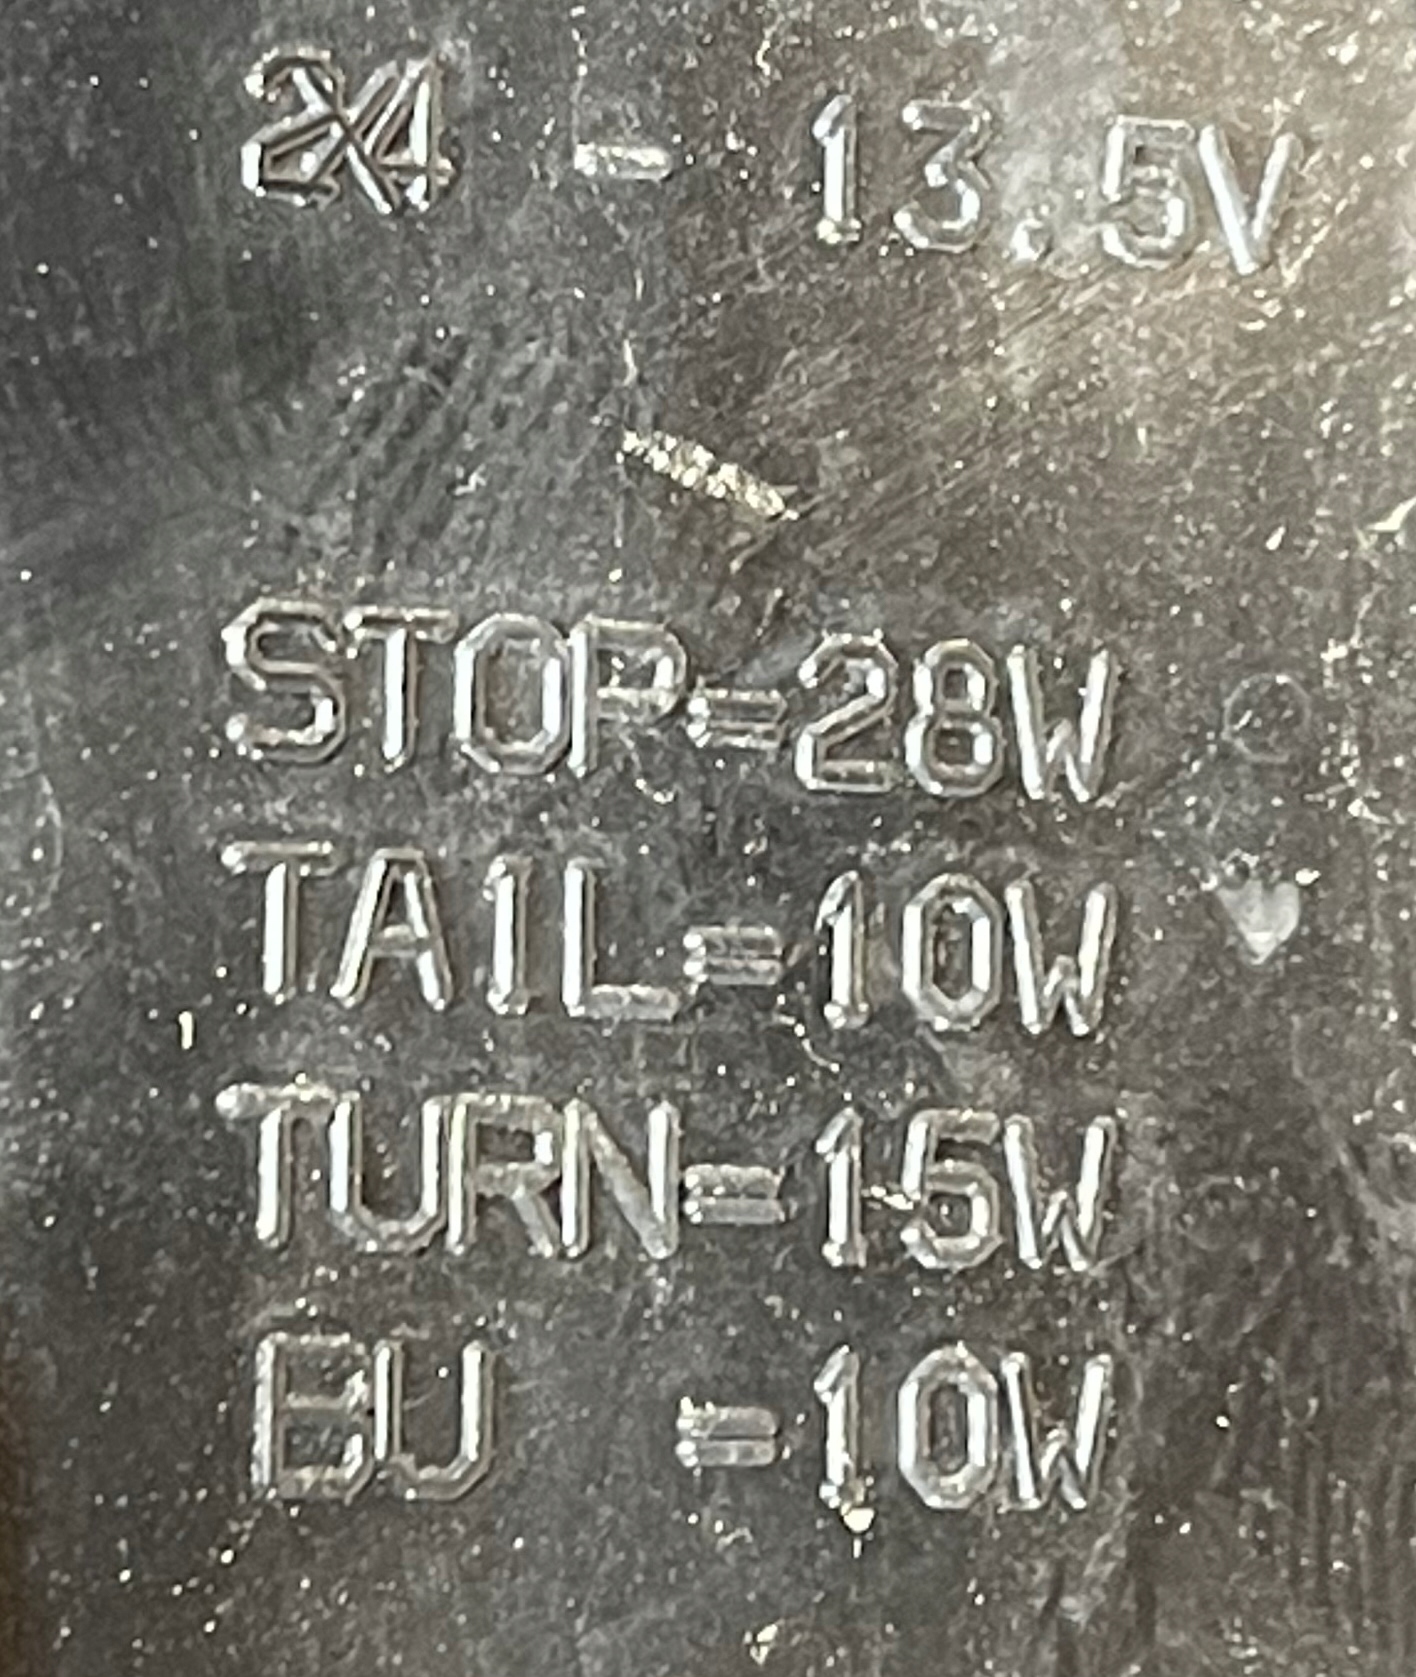 24 - 13.5V
STOP=28W
TAIL=10W
TURN=15W
BU =10W